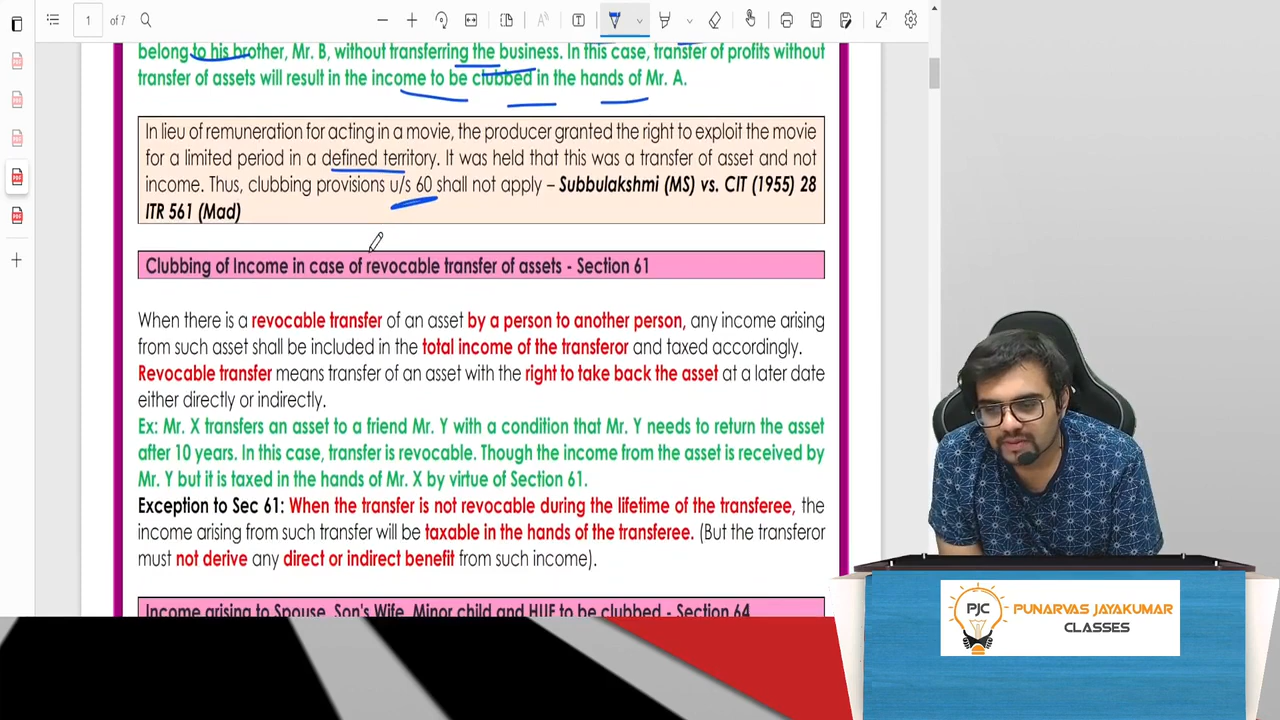 1 of 7
belong to his brother, Mr. B, without transferring the business. In this case, transfer of profits without
transfer of assets will result in the income to be clubbed in the hands of Mr. A.
In lieu of remuneration for acting in a movie, the producer granted the right to exploit the movie
for a limited period in a defined territory. It was held that this was a transfer of asset and not
income. Thus, clubbing provisions u/s 60 shall not apply – Subbulakshmi (MS) vs. CIT (1955) 28
ITR 561 (Mad)
Clubbing of Income in case of revocable transfer of assets - Section 61
When there is a revocable transfer of an asset by a person to another person, any income arising
from such asset shall be included in the total income of the transferor and taxed accordingly.
Revocable transfer means transfer of an asset with the right to take back the asset at a later date
either directly or indirectly.
Ex: Mr. X transfers an asset to a friend Mr. Y with a condition that Mr. Y needs to return the asset
after 10 years. In this case, transfer is revocable. Though the income from the asset is received by
Mr. Y but it is taxed in the hands of Mr. X by virtue of Section 61.
Exception to Sec 61: When the transfer is not revocable during the lifetime of the transferee, the
income arising from such transfer will be taxable in the hands of the transferee. (But the transferor
must not derive any direct or indirect benefit from such income).
Income arising to Spouse, Son's Wife, Minor child and HUF to be clubbed - Section 64
PJC
PUNARVAS JAYAKUMAR
CLASSES